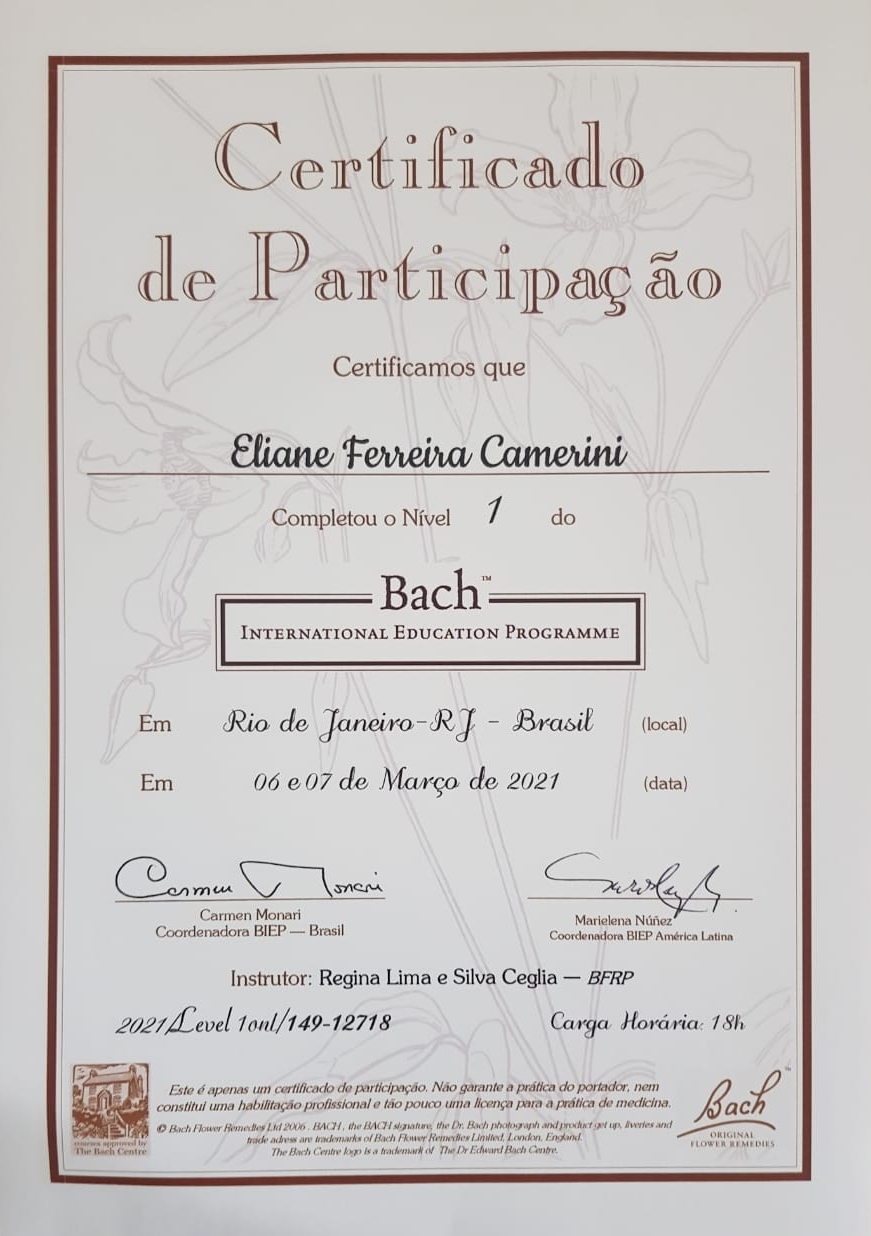 Certificado
de Participação
Certificamos que
Eliane Ferreira Camerini
Completou o Nível 1 do
Bach™
INTERNATIONAL EDUCATION PROGRAMME
Em Rio de Janeiro-RJ - Brasil (local)
Em 06 e 07 de Março de 2021 (data)
Carmen Monari
Carmen Monari Marielena Núñez
Coordenadora BIEP — Brasil Coordenadora BIEP América Latina
Instrutor: Regina Lima e Silva Ceglia — BFRP
2021/Level 1onl/149-12718 Carga Horária: 18h
Este é apenas um certificado de participação. Não garante a prática do portador, nem
constitui uma habilitação profissional e tão pouco uma licença para a prática de medicina.
© Bach Flower Remedies Ltd 2006. BACH, the BACH signature, the Dr. Bach photograph and product get up, liveries and
trade adress are trademarks of Bach Flower Remedies Limited, London, England.
The Bach Centre logo is a trademark of The Dr Edward Bach Centre.
courses approved by
The Bach Centre
Bach™
ORIGINAL
FLOWER REMEDIES